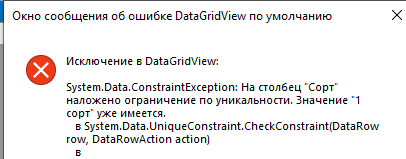 Окно сообщения об ошибке DataGridView по умолчанию
Исключение в DataGridView:
System.Data.ConstraintException: На столбец "Сорт"
наложено ограничение по уникальности. Значение "1
сорт" уже имеется.
в System.Data.UniqueConstraint.CheckConstraint(DataRow
row, DataRowAction action)
в